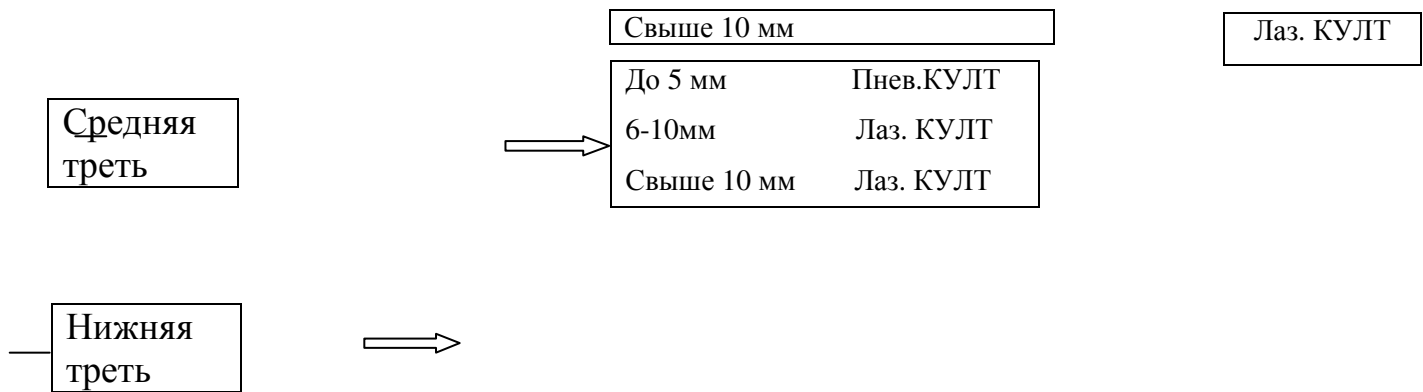 Свыше 10 мм Лаз. КУЛТ
До 5 мм Пнев.КУЛТ
6-10мм Лаз. КУЛТ
Свыше 10 мм Лаз. КУЛТ
Средняя
треть
Нижняя
треть